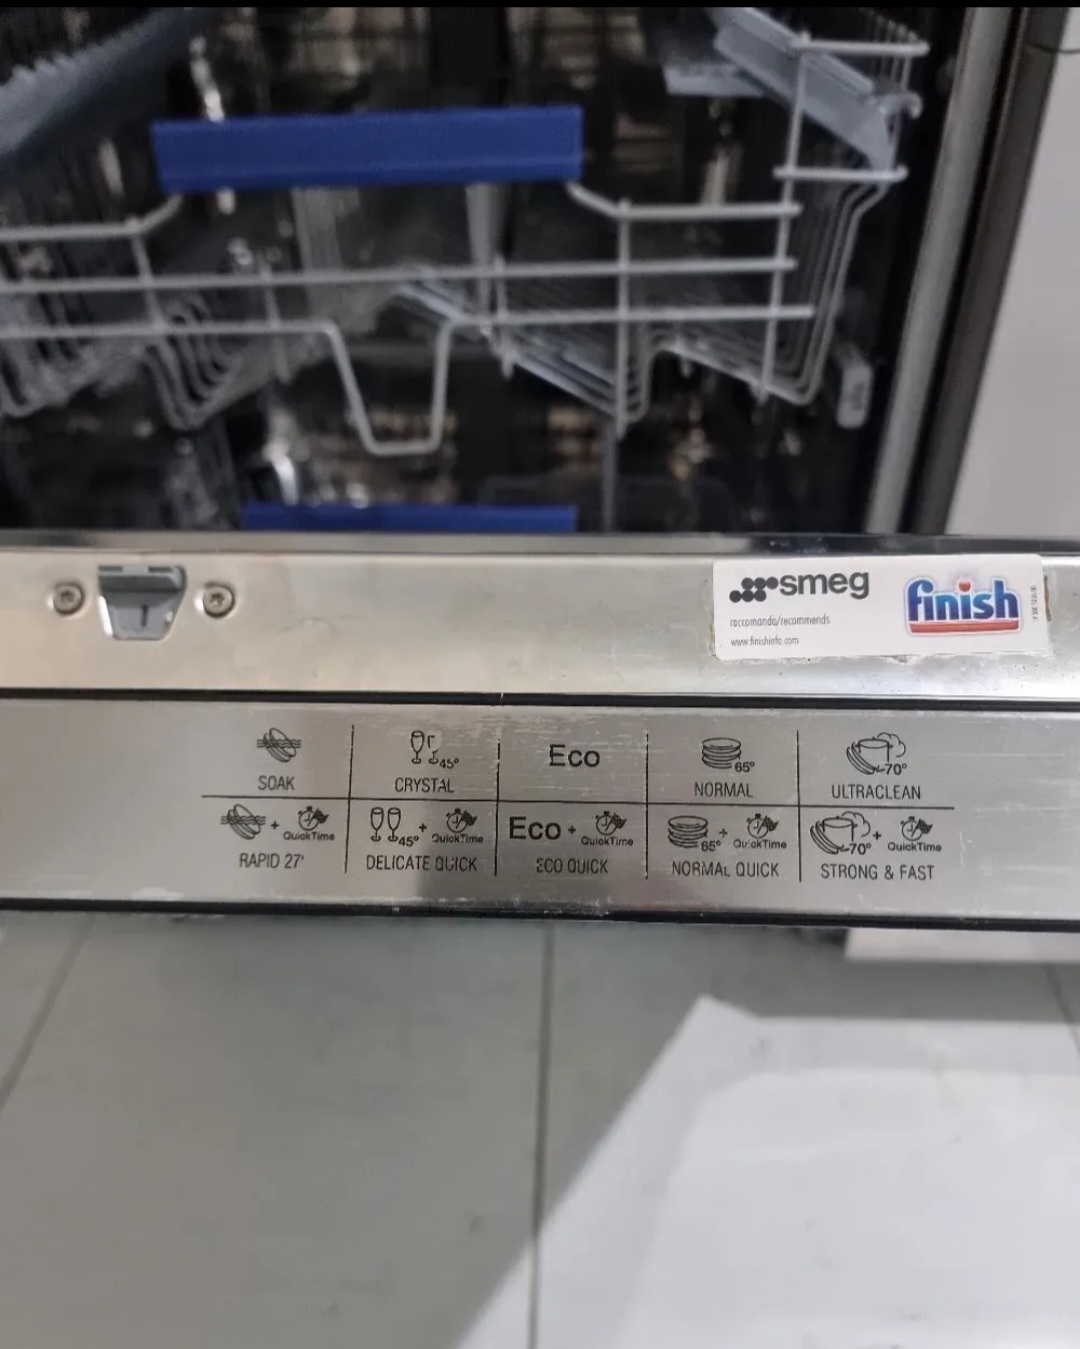 smeg
finish
raccomanda/recommends
www.finishinfo.com
45°
Eco
65°
70°
SOAK
CRYSTAL
NORMAL
ULTRACLEAN
+ QuickTime
45° + QuickTime
Eco + QuickTime
65° + QuickTime
70° + QuickTime
RAPID 27'
DELICATE QUICK
ECO QUICK
NORMAL QUICK
STRONG & FAST